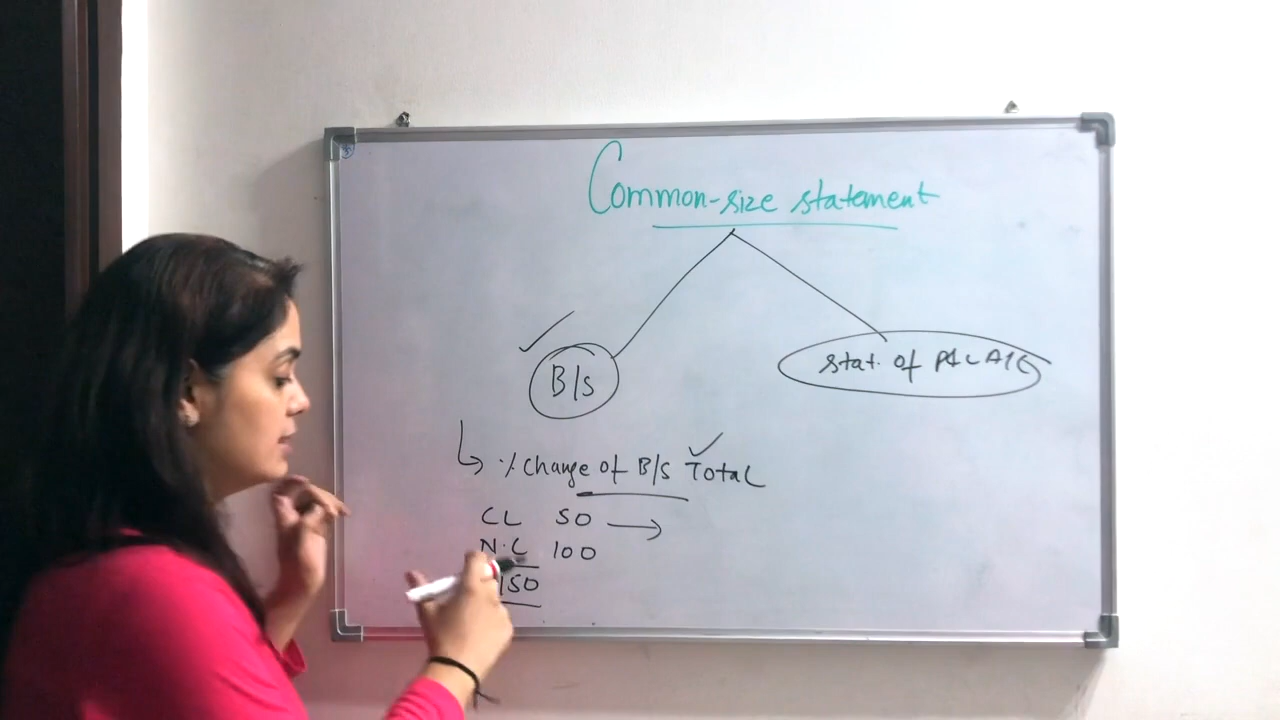 Common-size statement
B/S
Stat. of P&L A/C
% Change of B/S Total
CL 50
N.C 100
150